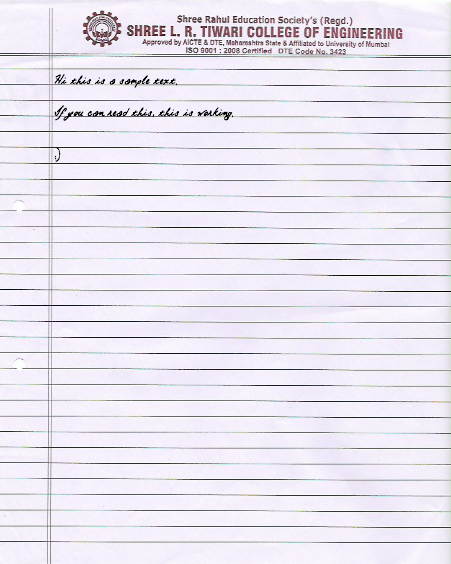 Shree Rahul Education Society's (Regd.)
SHREE L. R. TIWARI COLLEGE OF ENGINEERING
Approved by AICTE & DTE, Maharashtra State & Affiliated to University of Mumbai
ISO 9001 : 2008 Certified DTE Code No. 3423
Hi this is a sample text.
If you can read this, this is working.
:)